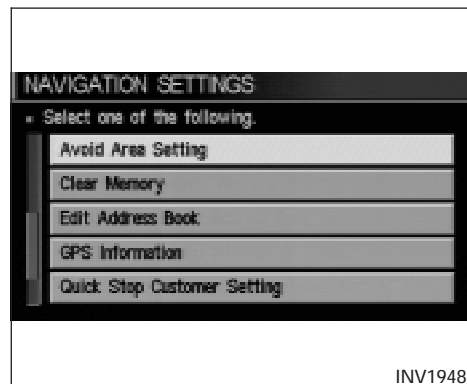 NAVIGATION SETTINGS
Select one of the following.
Avoid Area Setting
Clear Memory
Edit Address Book
GPS Information
Quick Stop Customer Setting
INV1948